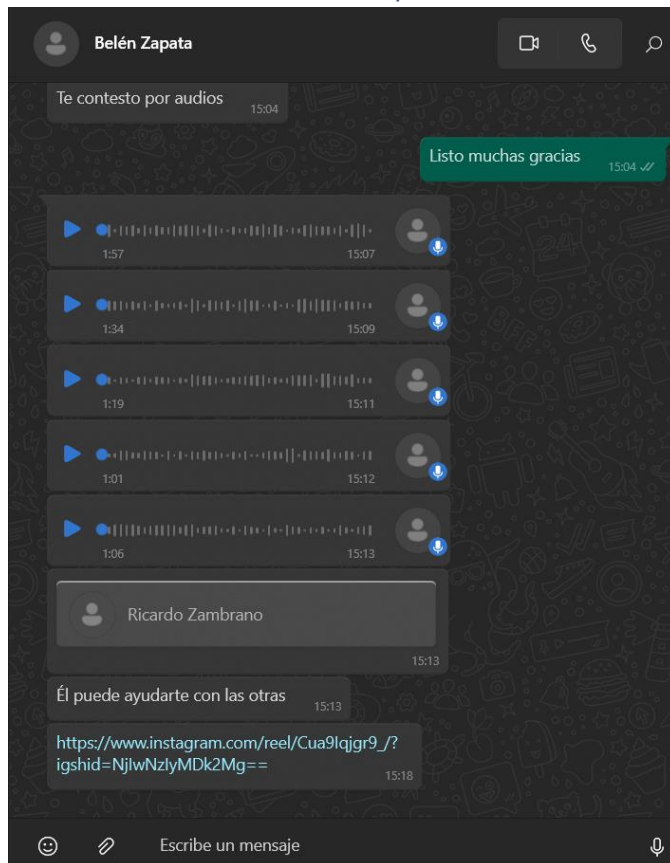 Belén Zapata
Te contesto por audios
15:04
Listo muchas gracias
15:04
1:57 15:07
1:34 15:09
1:19 15:11
1:01 15:12
1:06 15:13
Ricardo Zambrano
15:13
Él puede ayudarte con las otras
15:13
https://www.instagram.com/reel/Cua9Iqjgr9_/?
igshid=NjIwNzIyMDk2Mg==
15:18
Escribe un mensaje